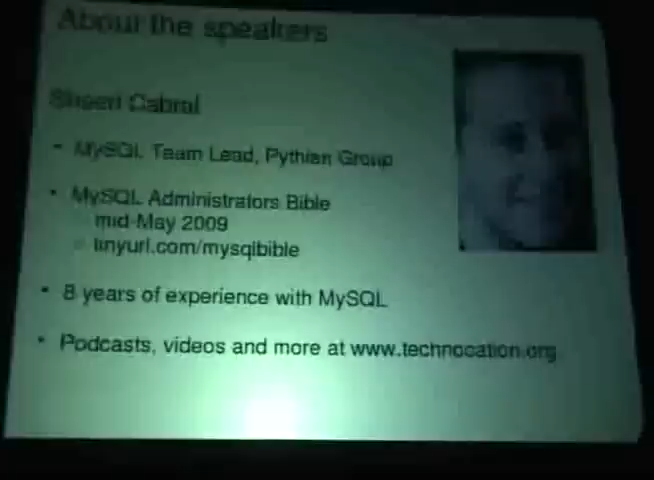 About the speakers
Sheeri Cabral
• MySQL Team Lead, Pythian Group
• MySQL Administrators Bible
mid-May 2009
tinyurl.com/mysqlbible
• 8 years of experience with MySQL
• Podcasts, videos and more at www.technocation.org